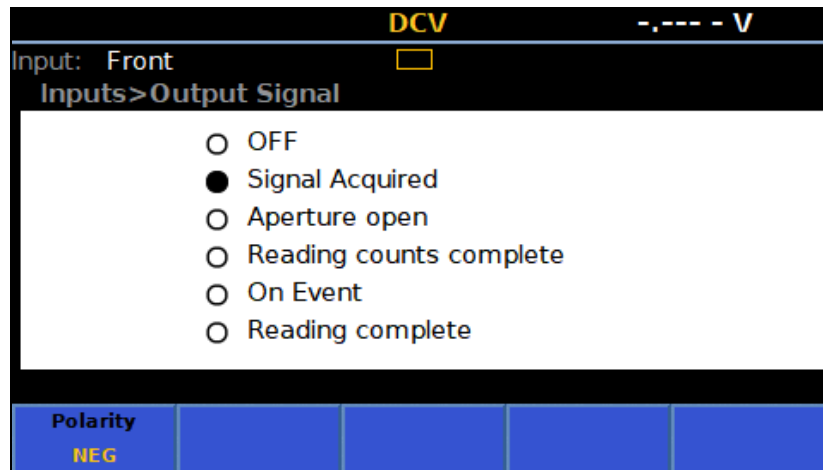 DCV -.--- - V
Input: Front
Inputs>Output Signal
OFF
Signal Acquired
Aperture open
Reading counts complete
On Event
Reading complete
Polarity
NEG